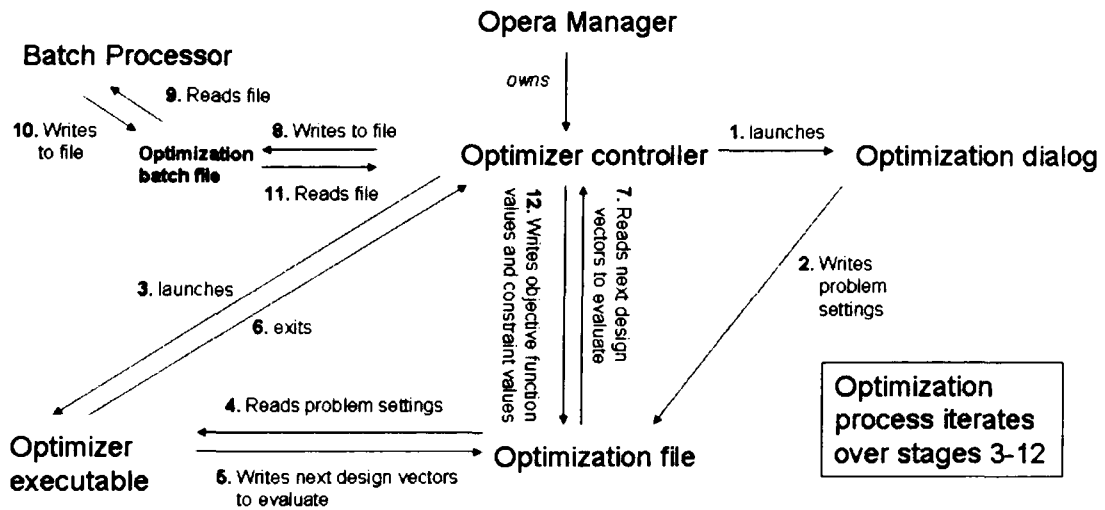 Opera Manager
owns
Batch Processor
9. Reads file
10. Writes
to file
Optimization
batch file
8. Writes to file
11. Reads file
Optimizer controller
1. launches
Optimization dialog
2. Writes
problem
settings
3. launches
6. exits
12. Writes objective function
values and constraint values
7. Reads next design
vectors to evaluate
4. Reads problem settings
5. Writes next design vectors
to evaluate
Optimizer
executable
Optimization file
Optimization
process iterates
over stages 3-12